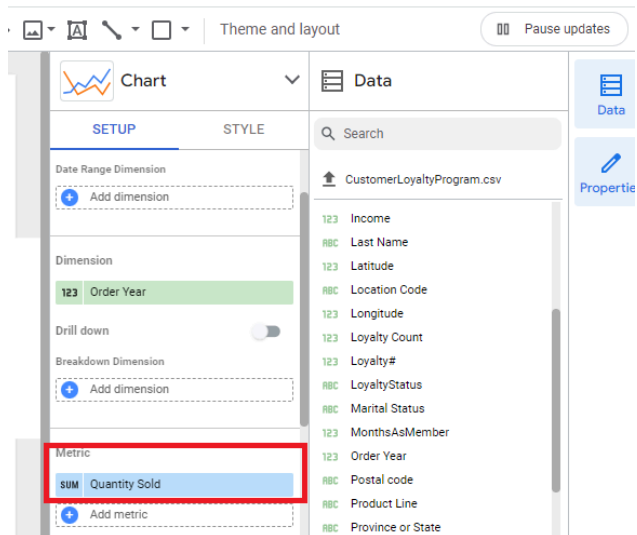 Theme and layout
Pause updates
Chart
SETUP
STYLE
Date Range Dimension
Add dimension
Dimension
123 Order Year
Drill down
Breakdown Dimension
Add dimension
Metric
SUM Quantity Sold
Add metric
Data
Search
CustomerLoyaltyProgram.csv
123 Income
ABC Last Name
123 Latitude
ABC Location Code
123 Longitude
123 Loyalty Count
123 Loyalty#
ABC LoyaltyStatus
ABC Marital Status
123 MonthsAsMember
123 Order Year
ABC Postal code
ABC Product Line
ABC Province or State
Data
Propertie